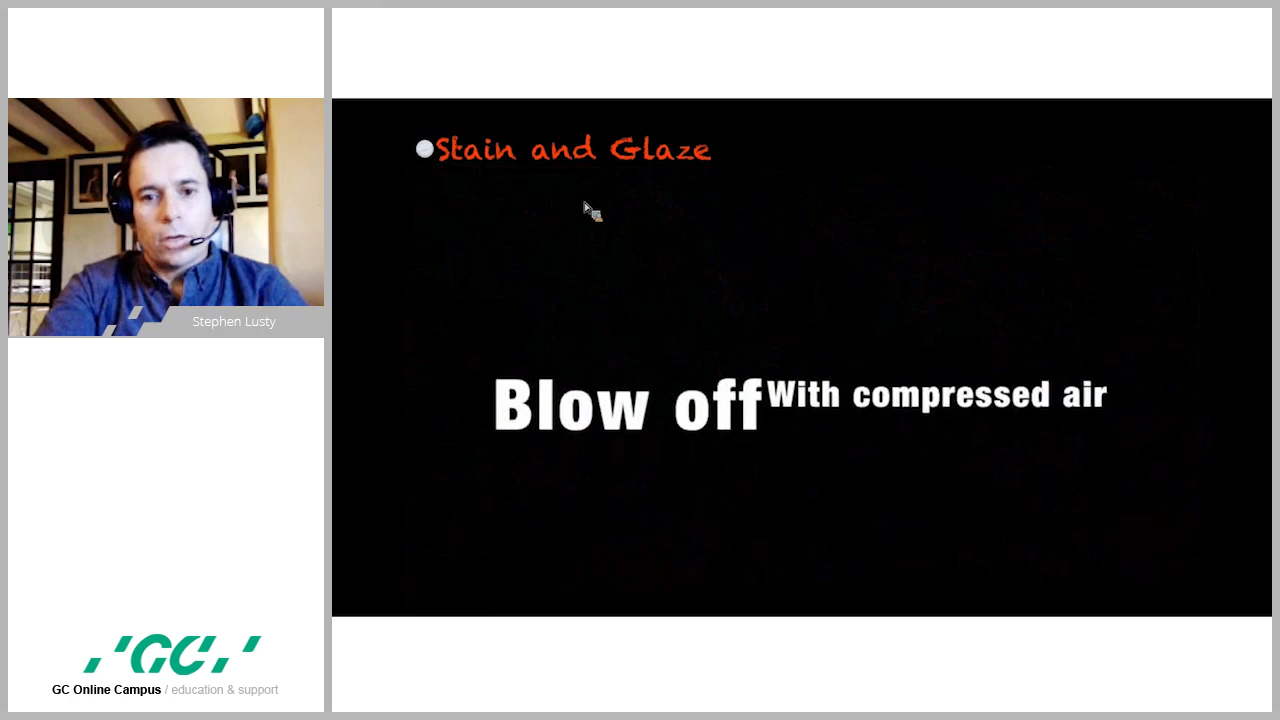 Stain and Glaze
Blow off With compressed air
Stephen Lusty
GC
GC Online Campus / education & support